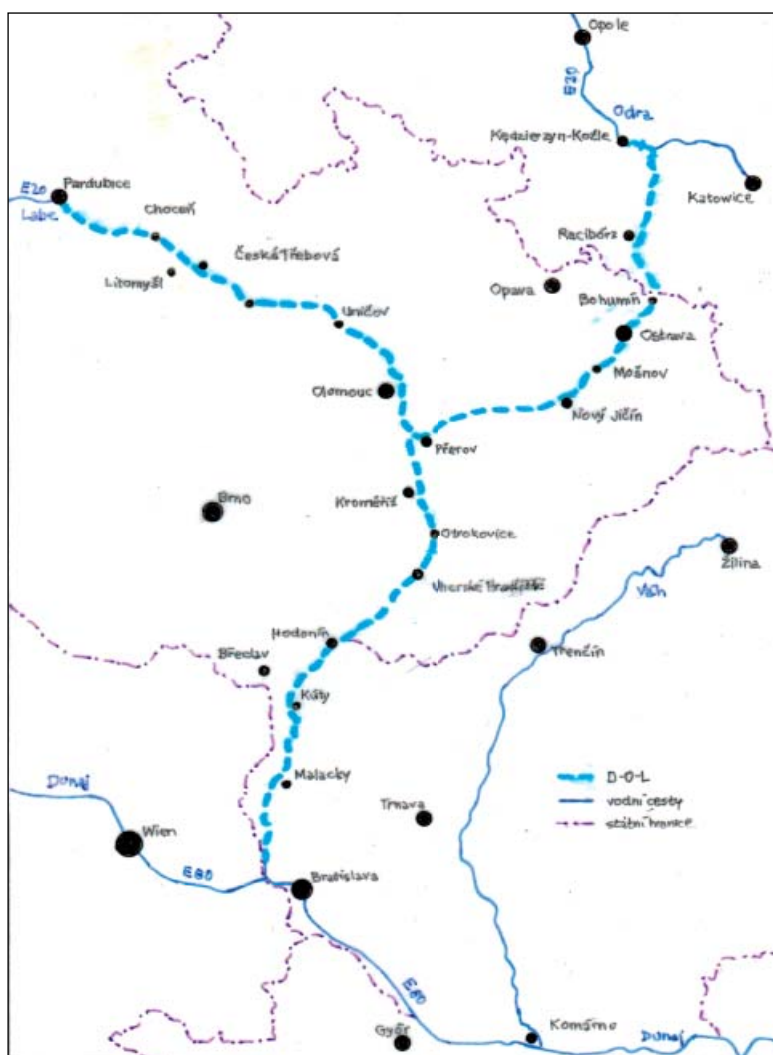 Opole
E30
Odra
Kędzierzyn-Koźle
Pardubice
E20
Labe
Katowice
Choceň
Racibórz
Česká Třebová
Litomyšl
Opava
Bohumín
Uničov
Ostrava
Mošnov
Olomouc
Nový Jičín
Přerov
Kroměříž
Brno
Otrokovice
Žilina
Váh
Uherské
Hodonín
Trenčín
Břeclav
Kúty
Dunaj
Malacky
D-O-L
vodní cesty
státní hranice
Trnava
Wien
E80
Bratislava
E80
Komárno
Győr
Dunaj